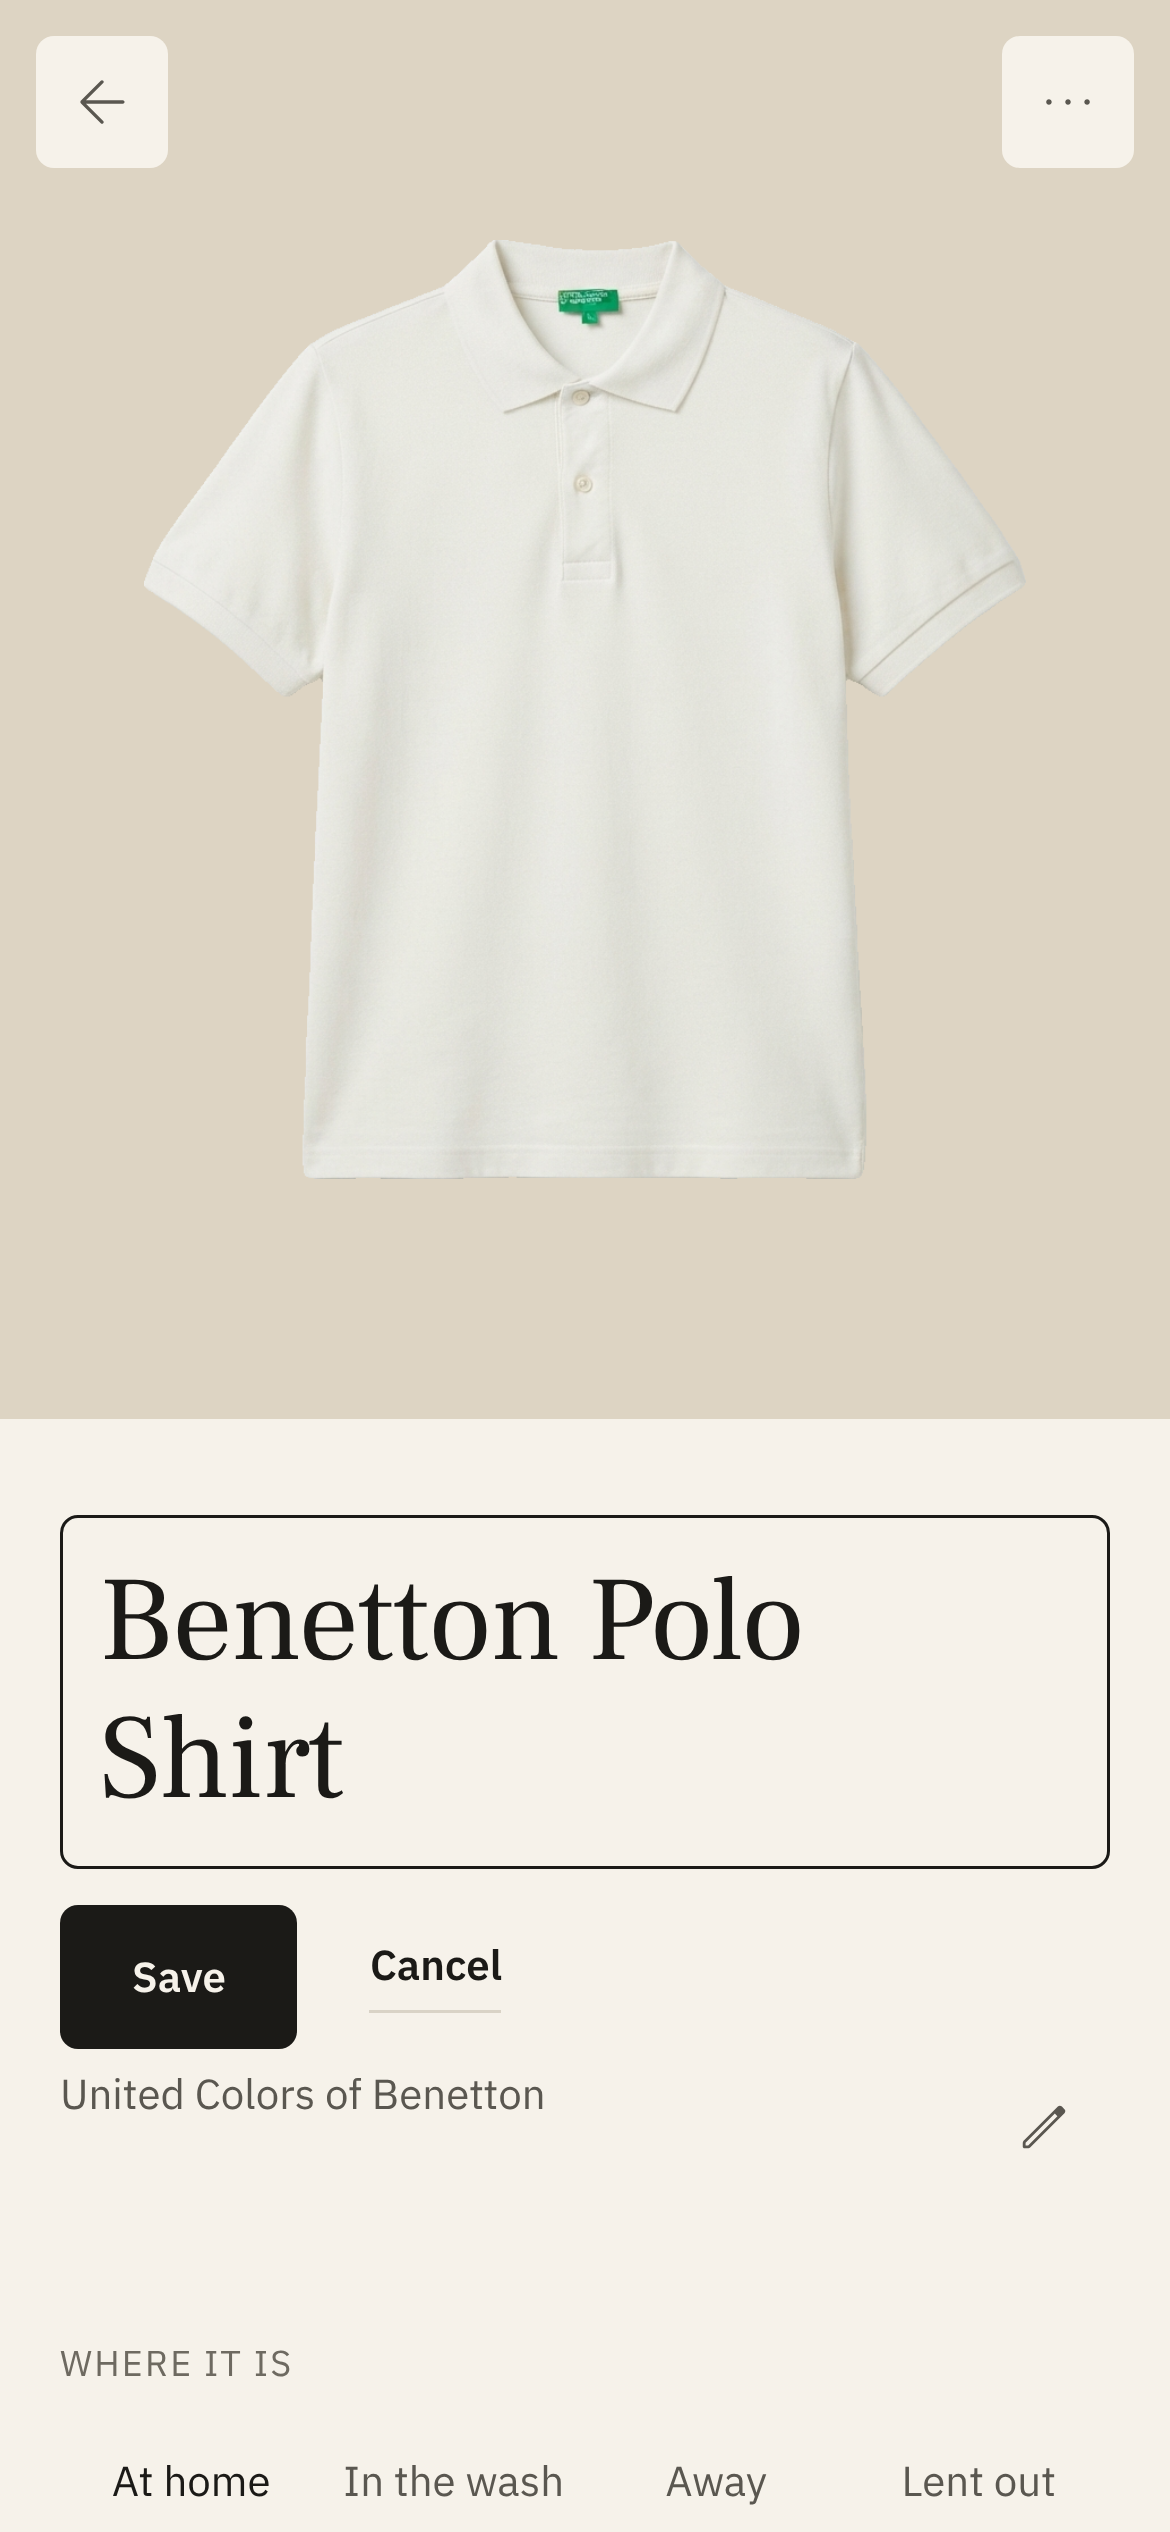 Benetton Polo
Shirt
Save
Cancel
United Colors of Benetton
WHERE IT IS
At home
In the wash
Away
Lent out